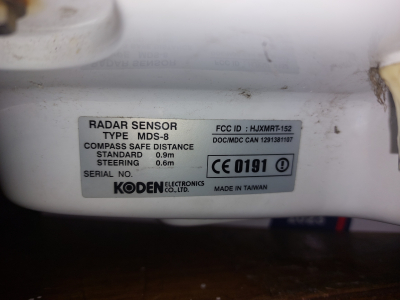 RADAR SENSOR
TYPE MDS-8
COMPASS SAFE DISTANCE
STANDARD 0.9m
STEERING 0.6m
SERIAL NO.
KODEN ELECTRONICS CO., LTD.
FCC ID : HJXMRT-152
DOC/MDC CAN 1291381197
CE 0191 !
MADE IN TAIWAN